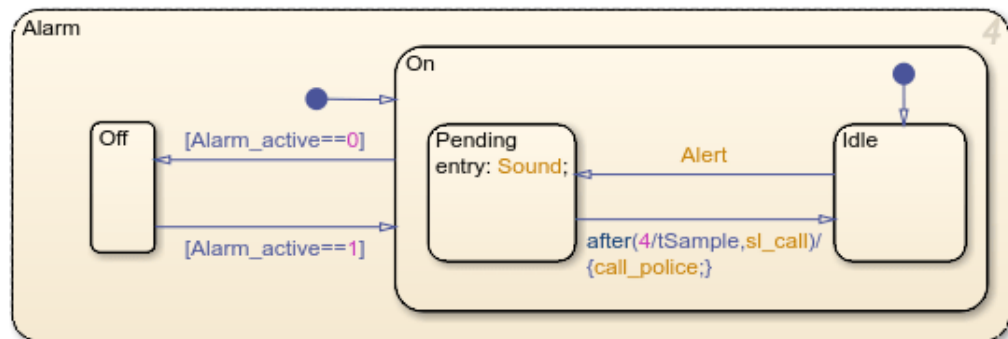 Alarm
4
On
Off
[Alarm_active==0]
Pending
entry: Sound;
Alert
Idle
[Alarm_active==1]
after(4/tSample,sl_call)/
{call_police;}